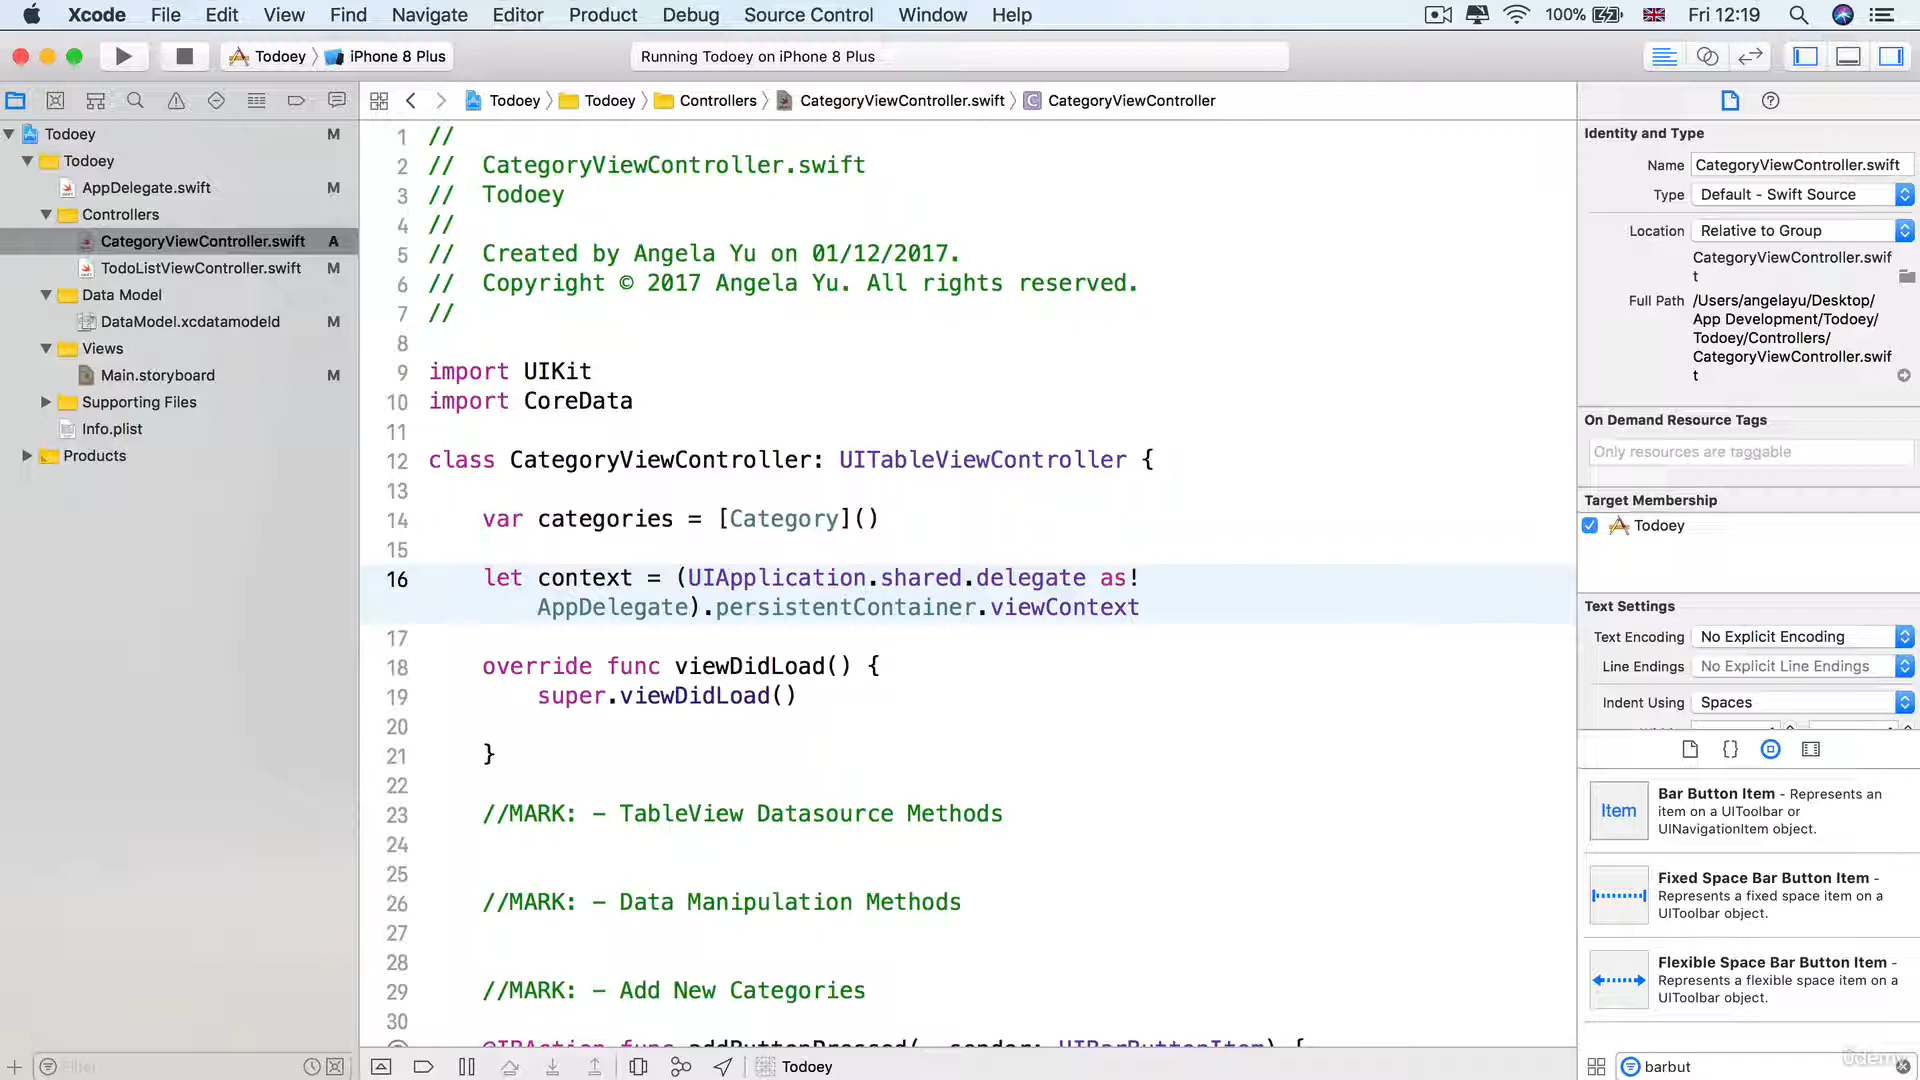 Xcode File Edit View Find Navigate Editor Product Debug Source Control Window Help 100% Fri 12:19
Todoey iPhone 8 Plus Running Todoey on iPhone 8 Plus
Todoey Todoey Controllers CategoryViewController.swift CategoryViewController
Todoey M
Todoey
AppDelegate.swift M
Controllers
CategoryViewController.swift A
TodoListViewController.swift M
Data Model
DataModel.xcdatamodeld M
Views
Main.storyboard M
Supporting Files
Info.plist
Products
Filter
1 //
2 // CategoryViewController.swift
3 // Todoey
4 //
5 // Created by Angela Yu on 01/12/2017.
6 // Copyright © 2017 Angela Yu. All rights reserved.
7 //
8
9 import UIKit
10 import CoreData
11
12 class CategoryViewController: UITableViewController {
13
14 var categories = [Category]()
15
16 let context = (UIApplication.shared.delegate as!
AppDelegate).persistentContainer.viewContext
17
18 override func viewDidLoad() {
19 super.viewDidLoad()
20
21 }
22
23 //MARK: - TableView Datasource Methods
24
25
26 //MARK: - Data Manipulation Methods
27
28
29 //MARK: - Add New Categories
30
@IBAction func addButtonPressed(_ sender: UIBarButtonItem) {
Todoey
Identity and Type
Name CategoryViewController.swift
Type Default - Swift Source
Location Relative to Group
CategoryViewController.swif
t
Full Path /Users/angelayu/Desktop/
App Development/Todoey/
Todoey/Controllers/
CategoryViewController.swif
t
On Demand Resource Tags
Only resources are taggable
Target Membership
Todoey
Text Settings
Text Encoding No Explicit Encoding
Line Endings No Explicit Line Endings
Indent Using Spaces
Item
Bar Button Item - Represents an
item on a UIToolbar or
UINavigationItem object.
Fixed Space Bar Button Item -
Represents a fixed space item on a
UIToolbar object.
Flexible Space Bar Button Item -
Represents a flexible space item on a
UIToolbar object.
barbut
ûdemy